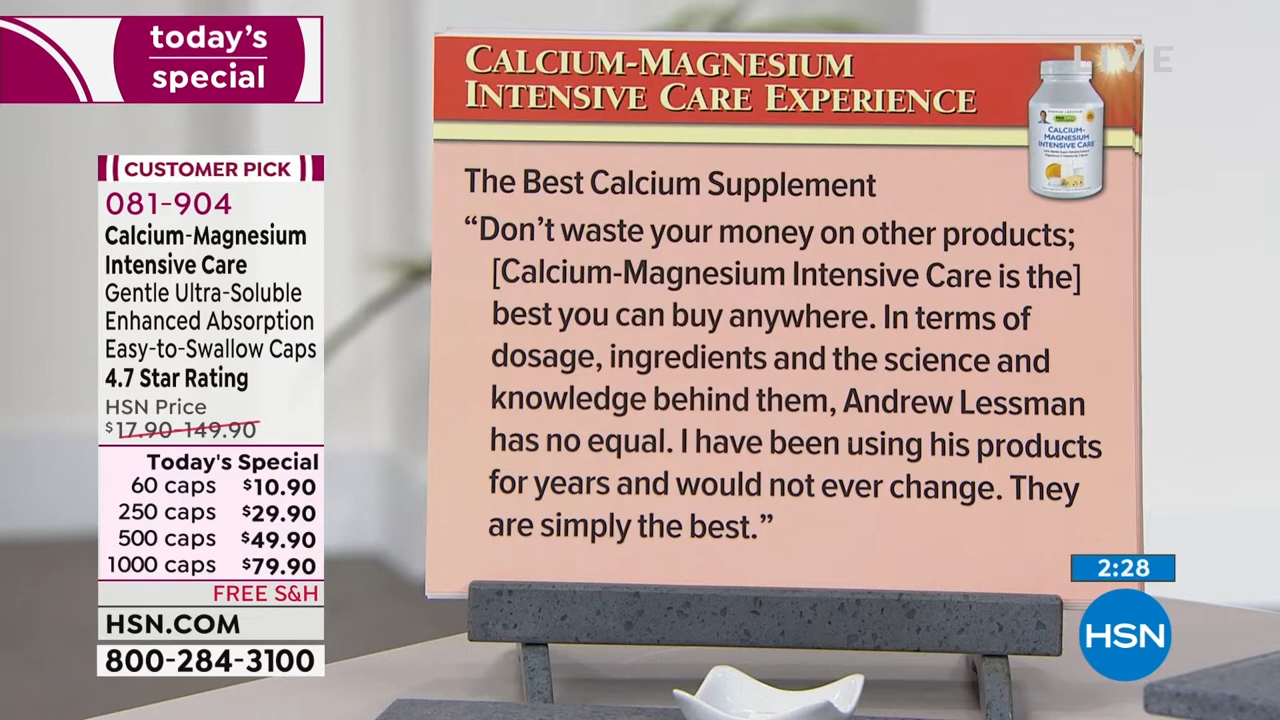 today's
special
CUSTOMER PICK
081-904
Calcium-Magnesium
Intensive Care
Gentle Ultra-Soluble
Enhanced Absorption
Easy-to-Swallow Caps
4.7 Star Rating
HSN Price
$17.90-149.90
Today's Special
60 caps $10.90
250 caps $29.90
500 caps $49.90
1000 caps $79.90
FREE S&H
HSN.COM
800-284-3100
LIVE
CALCIUM-MAGNESIUM
INTENSIVE CARE EXPERIENCE
CALCIUM-
MAGNESIUM
INTENSIVE CARE
The Best Calcium Supplement
“Don’t waste your money on other products;
[Calcium-Magnesium Intensive Care is the]
best you can buy anywhere. In terms of
dosage, ingredients and the science and
knowledge behind them, Andrew Lessman
has no equal. I have been using his products
for years and would not ever change. They
are simply the best.”
2:28
HSN